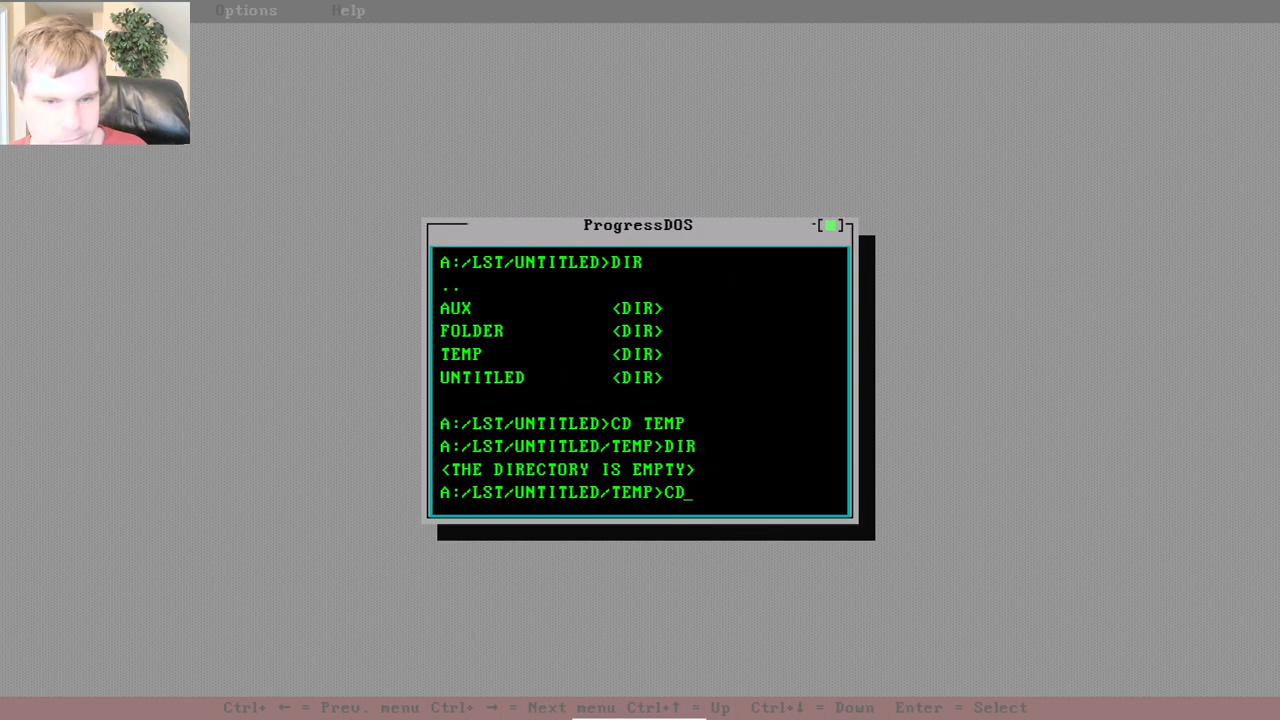 Options Help
ProgressDOS
A:/LST/UNTITLED>DIR
..
AUX <DIR>
FOLDER <DIR>
TEMP <DIR>
UNTITLED <DIR>
A:/LST/UNTITLED>CD TEMP
A:/LST/UNTITLED/TEMP>DIR
<THE DIRECTORY IS EMPTY>
A:/LST/UNTITLED/TEMP>CD_
Ctrl+ ← = Prev. menu Ctrl+ → = Next menu Ctrl+↑ = Up Ctrl+↓ = Down Enter = Select